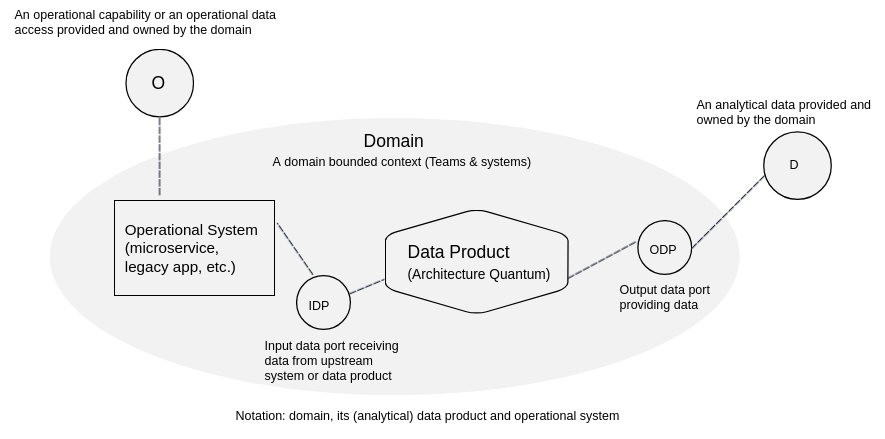 An operational capability or an operational data
access provided and owned by the domain
O
An analytical data provided and
owned by the domain
D
Domain
A domain bounded context (Teams & systems)
Operational System
(microservice,
legacy app, etc.)
Data Product
(Architecture Quantum)
ODP
Output data port
providing data
IDP
Input data port receiving
data from upstream
system or data product
Notation: domain, its (analytical) data product and operational system